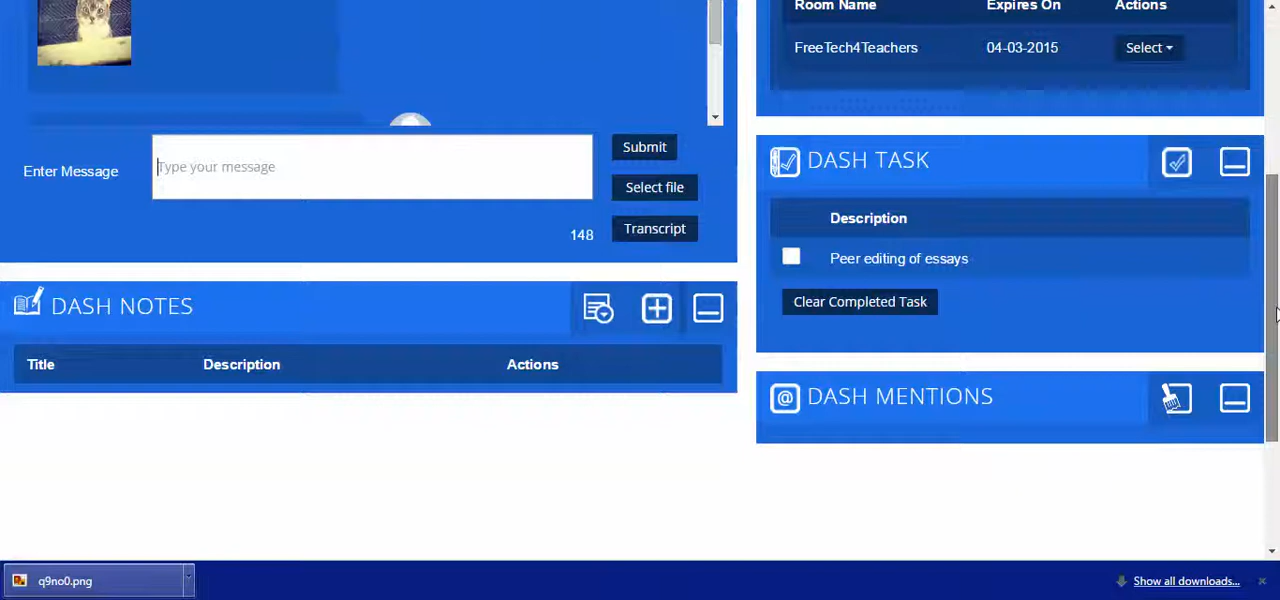 Room Name Expires On Actions
FreeTech4Teachers 04-03-2015 Select
Enter Message
Type your message
Submit
Select file
Transcript
148
DASH TASK
Description
Peer editing of essays
Clear Completed Task
DASH NOTES
Title Description Actions
@ DASH MENTIONS
q9no0.png
Show all downloads...